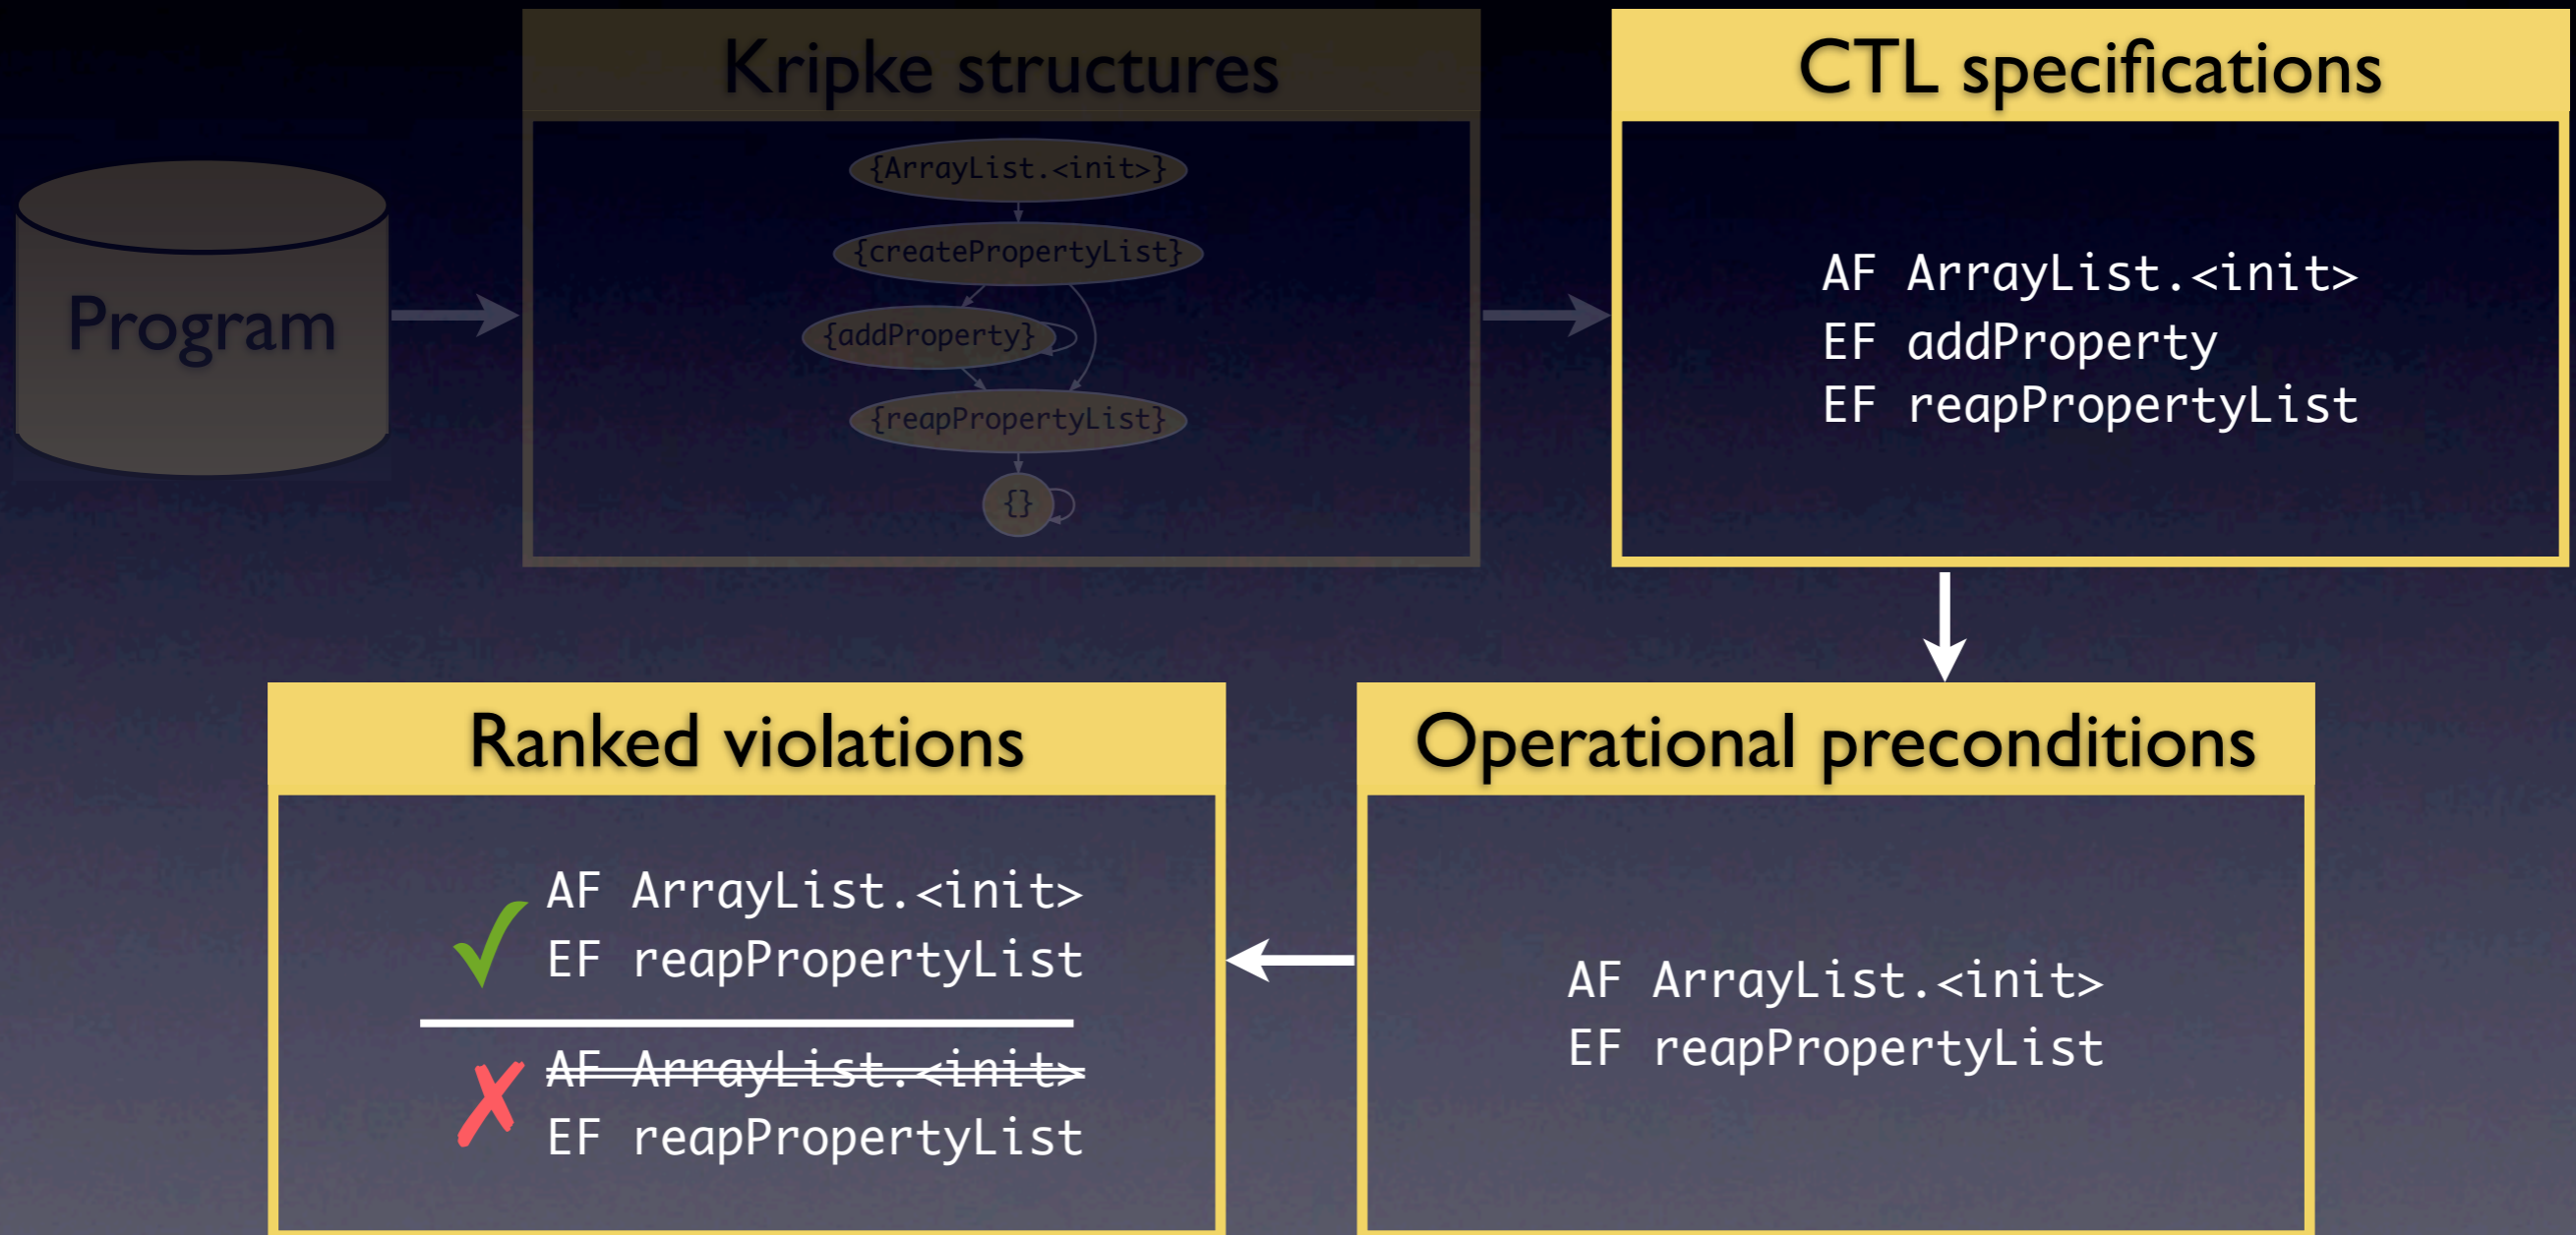 Program
Kripke structures
{ArrayList.<init>}
{createPropertyList}
{addProperty}
{reapPropertyList}
{}
CTL specifications
AF ArrayList.<init>
EF addProperty
EF reapPropertyList
Ranked violations
✓ AF ArrayList.<init>
EF reapPropertyList
✗ AF ArrayList.<init>
EF reapPropertyList
Operational preconditions
AF ArrayList.<init>
EF reapPropertyList